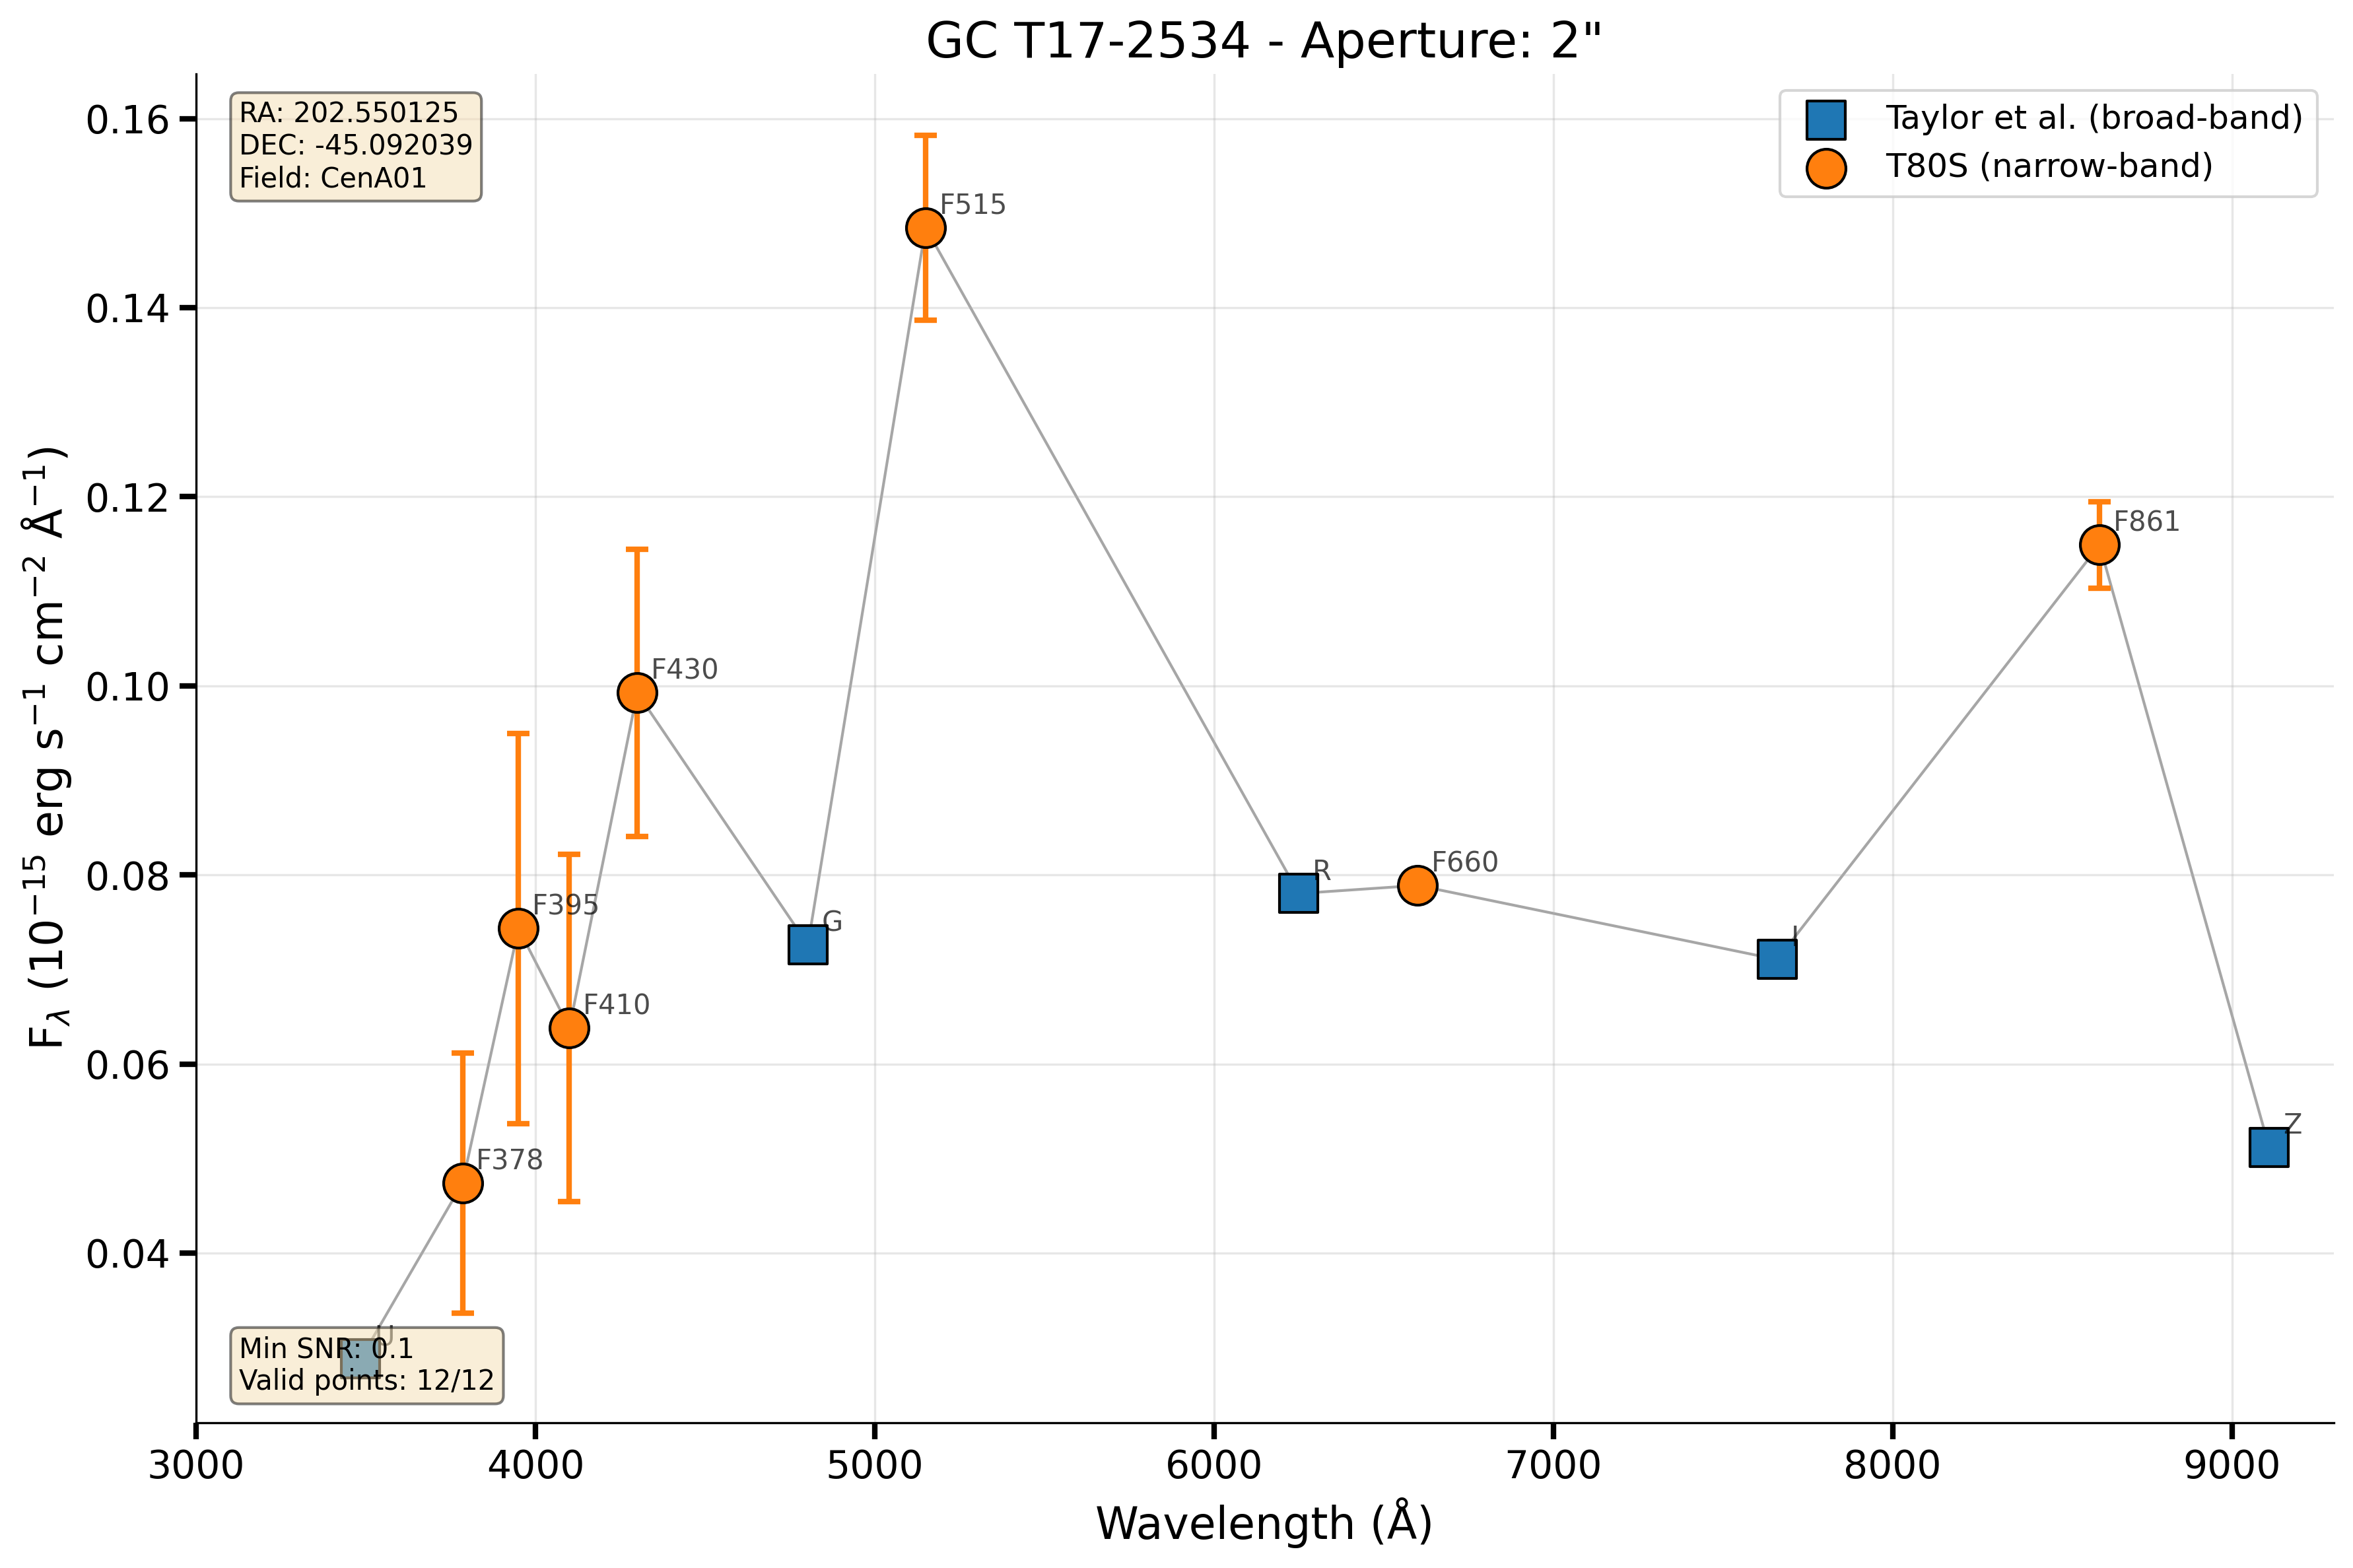 GC T17-2534 - Aperture: 2"
RA: 202.550125
DEC: -45.092039
Field: CenA01
Taylor et al. (broad-band)
T80S (narrow-band)
0.16
0.14
0.12
0.10
0.08
0.06
0.04
F_λ (10⁻¹⁵ erg s⁻¹ cm⁻² Å⁻¹)
F515
F861
F430
F395
F410
F378
G
R
F660
I
Z
U
Min SNR: 0.1
Valid points: 12/12
3000 4000 5000 6000 7000 8000 9000
Wavelength (Å)